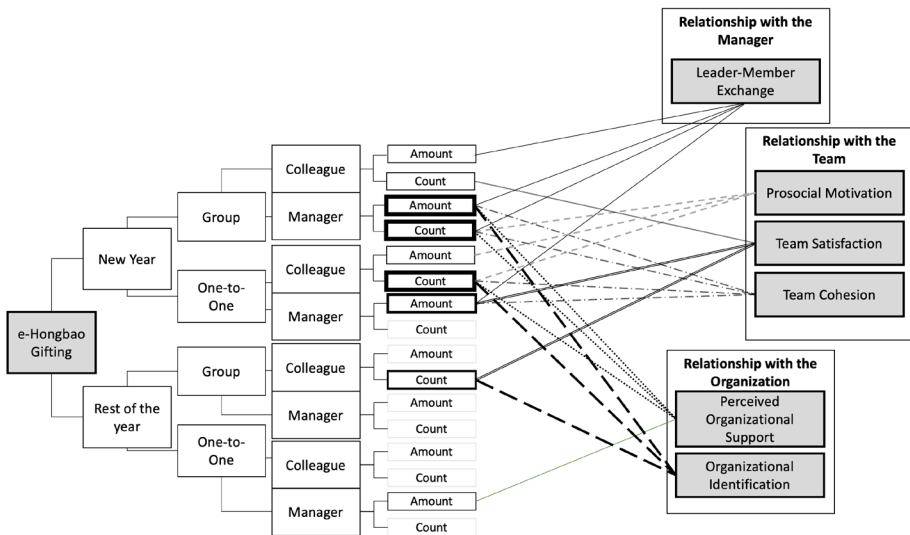 e-Hongbao
Gifting
New Year
Rest of the
year
Group
One-to-
One
Group
One-to-
One
Colleague
Manager
Colleague
Manager
Colleague
Manager
Colleague
Manager
Amount
Count
Amount
Count
Amount
Count
Amount
Count
Amount
Count
Amount
Count
Amount
Count
Amount
Count
Relationship with the
Manager
Leader-Member
Exchange
Relationship with the
Team
Prosocial Motivation
Team Satisfaction
Team Cohesion
Relationship with the
Organization
Perceived
Organizational
Support
Organizational
Identification